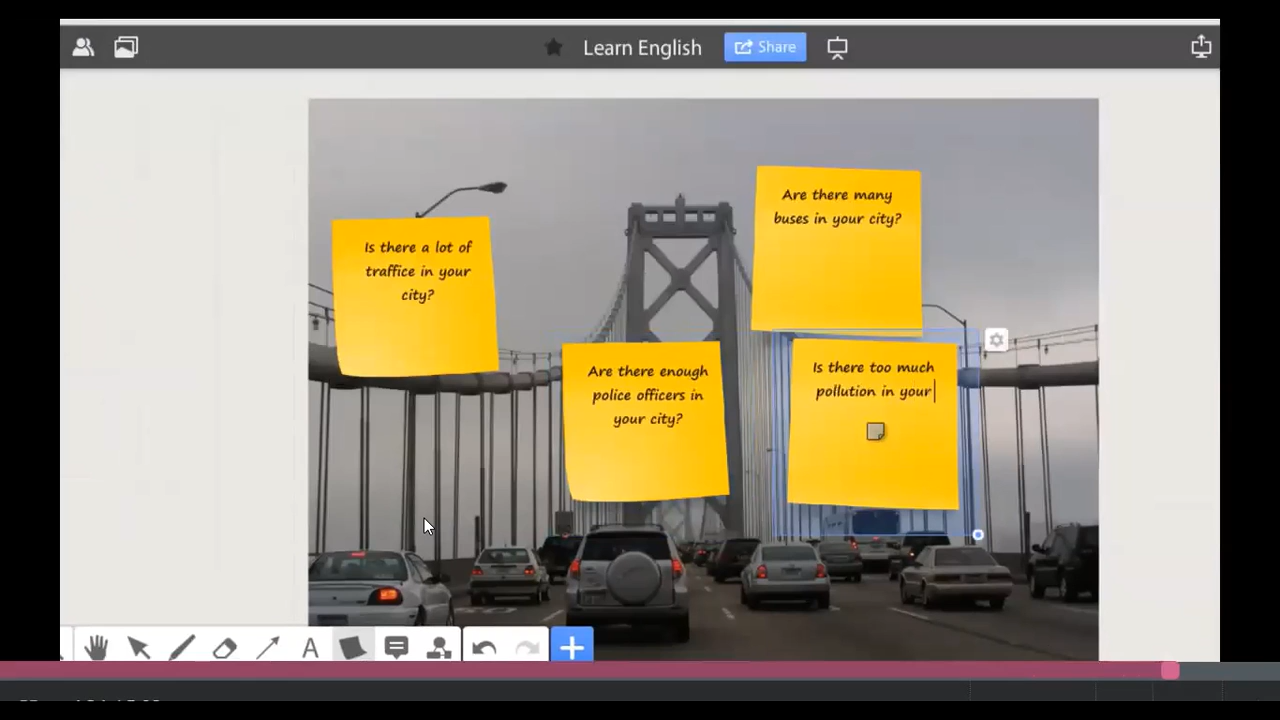 Learn English
Share
Are there many
buses in your city?
Is there a lot of
traffice in your
city?
Are there enough
police officers in
your city?
Is there too much
pollution in your
A